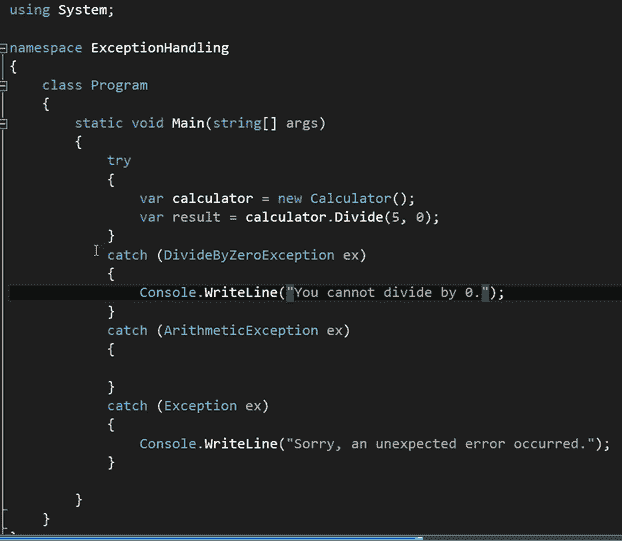 using System;
namespace ExceptionHandling
{
class Program
{
static void Main(string[] args)
{
try
{
var calculator = new Calculator();
var result = calculator.Divide(5, 0);
}
catch (DivideByZeroException ex)
{
Console.WriteLine("You cannot divide by 0.");
}
catch (ArithmeticException ex)
{
}
catch (Exception ex)
{
Console.WriteLine("Sorry, an unexpected error occurred.");
}
}
}